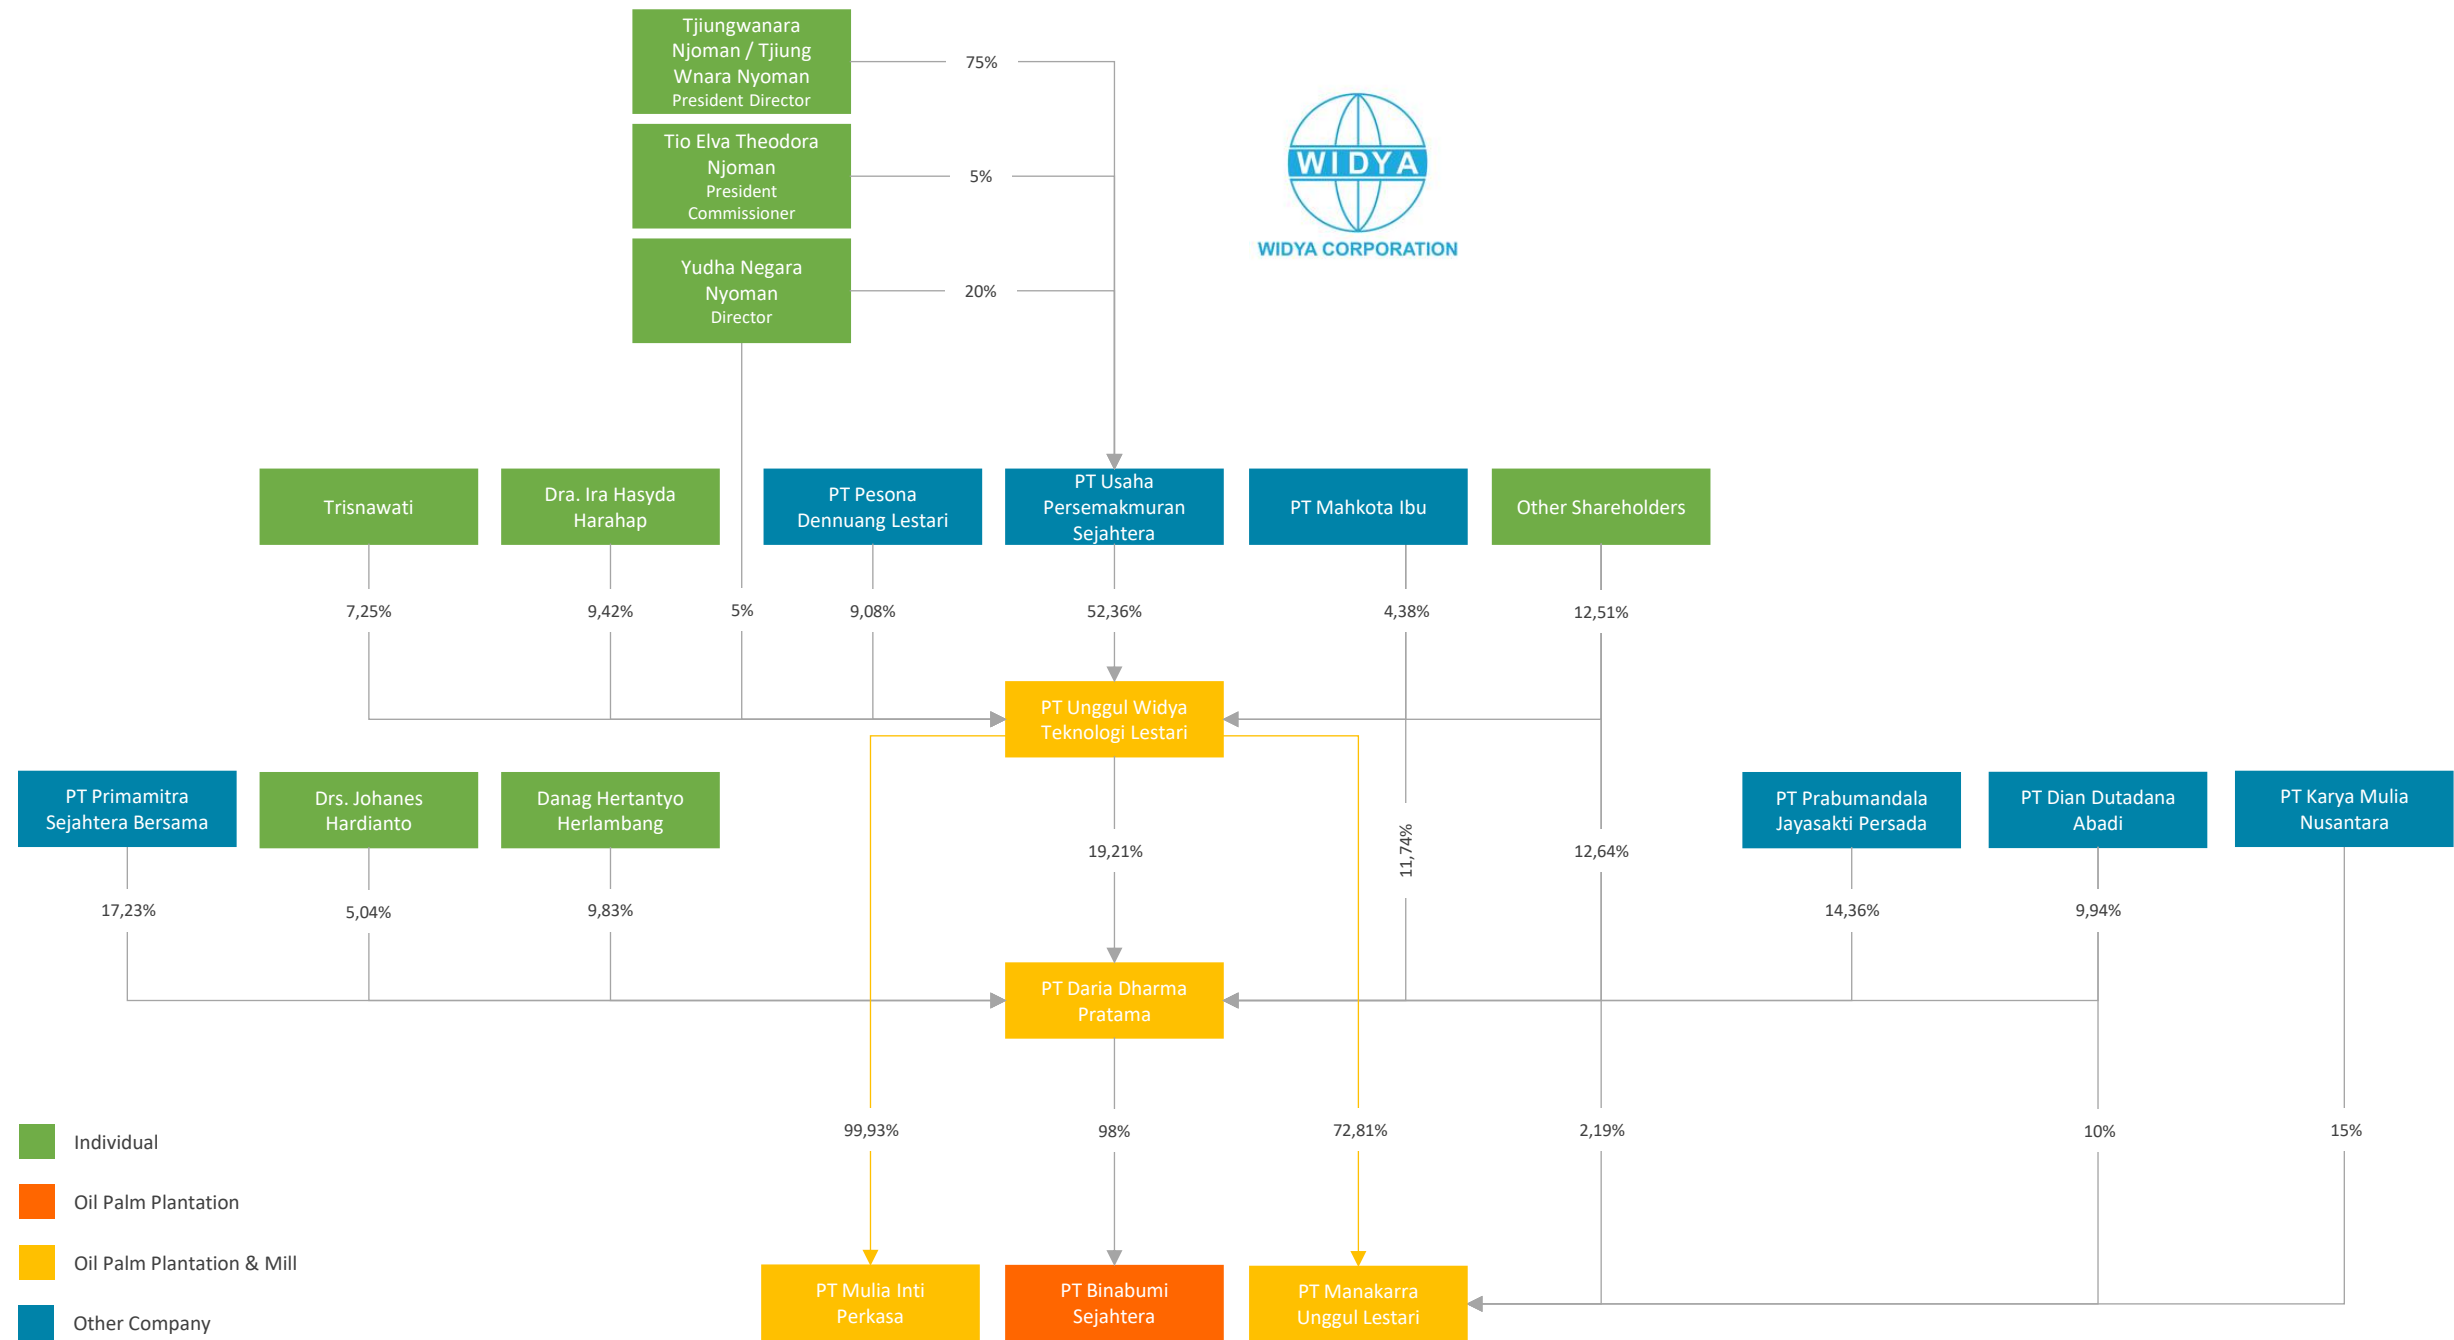 Tjiungwanara
Njoman / Tjiung
Wnara Nyoman
President Director
75%
Tio Elva Theodora
Njoman
President
Commissioner
5%
Yudha Negara
Nyoman
Director
20%
WIDYA
WIDYA CORPORATION
Trisnawati
Dra. Ira Hasyda
Harahap
PT Pesona
Dennuang Lestari
PT Usaha
Persemakmuran
Sejahtera
PT Mahkota Ibu
Other Shareholders
7,25%
9,42%
5%
9,08%
52,36%
4,38%
12,51%
PT Unggul Widya
Teknologi Lestari
PT Primamitra
Sejahtera Bersama
Drs. Johanes
Hardianto
Danag Hertantyo
Herlambang
PT Prabumandala
Jayasakti Persada
PT Dian Dutadana
Abadi
PT Karya Mulia
Nusantara
19,21%
11,74%
12,64%
17,23%
5,04%
9,83%
14,36%
9,94%
PT Daria Dharma
Pratama
99,93%
98%
72,81%
2,19%
10%
15%
Individual
Oil Palm Plantation
Oil Palm Plantation & Mill
Other Company
PT Mulia Inti
Perkasa
PT Binabumi
Sejahtera
PT Manakarra
Unggul Lestari